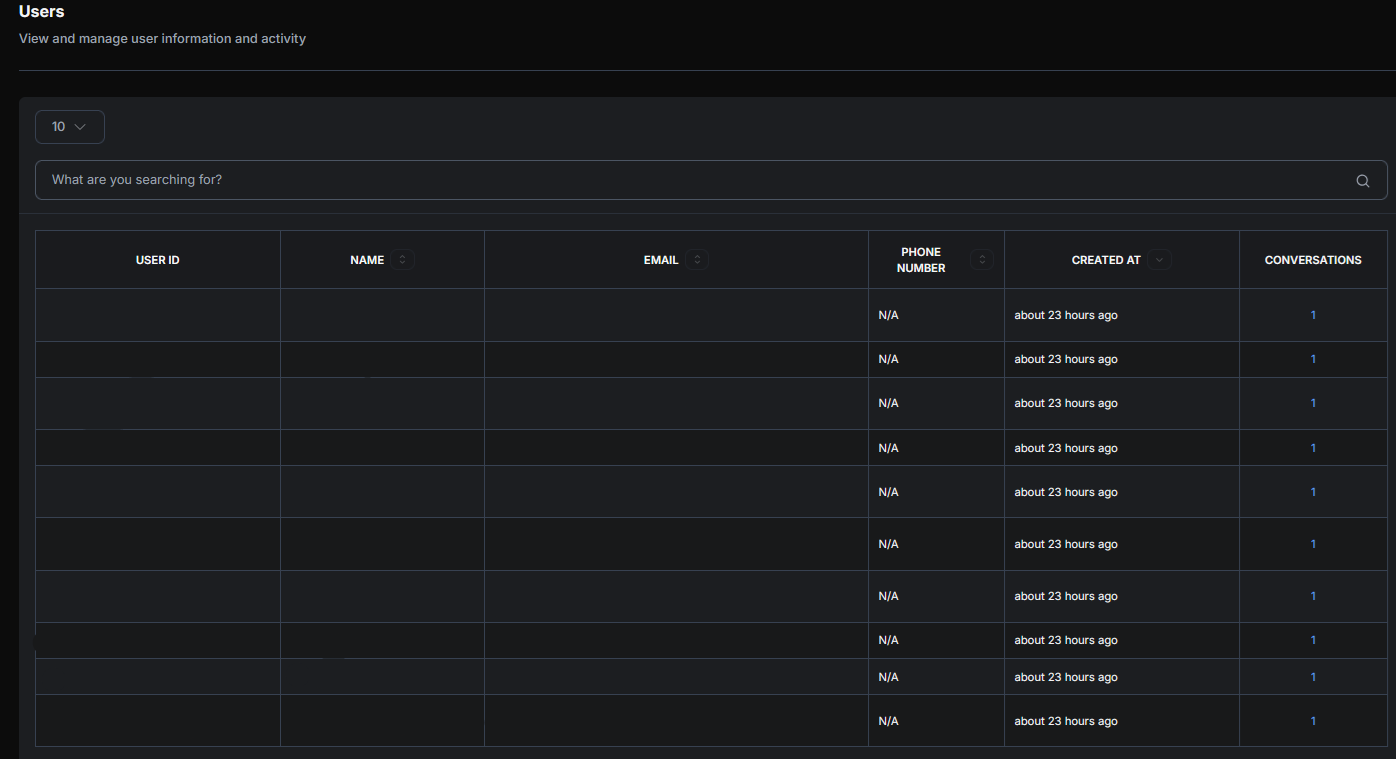 Users
View and manage user information and activity
10
What are you searching for?
USER ID NAME EMAIL PHONE NUMBER CREATED AT CONVERSATIONS
N/A about 23 hours ago 1
N/A about 23 hours ago 1
N/A about 23 hours ago 1
N/A about 23 hours ago 1
N/A about 23 hours ago 1
N/A about 23 hours ago 1
N/A about 23 hours ago 1
N/A about 23 hours ago 1
N/A about 23 hours ago 1
N/A about 23 hours ago 1